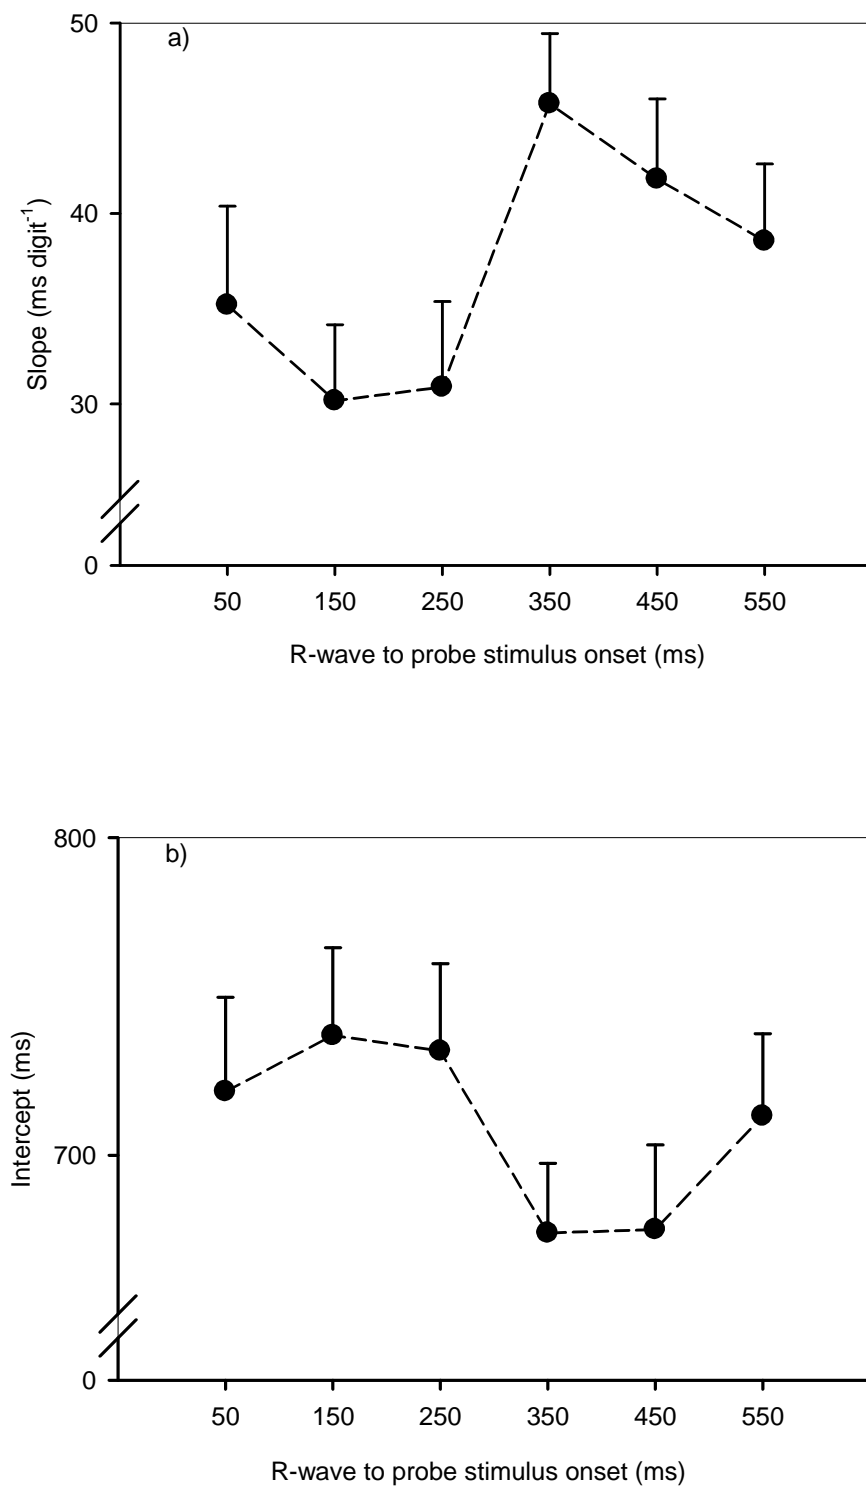 a)
50
40
30
0
Slope (ms digit⁻¹)
50 150 250 350 450 550
R-wave to probe stimulus onset (ms)
b)
800
700
0
Intercept (ms)
50 150 250 350 450 550
R-wave to probe stimulus onset (ms)